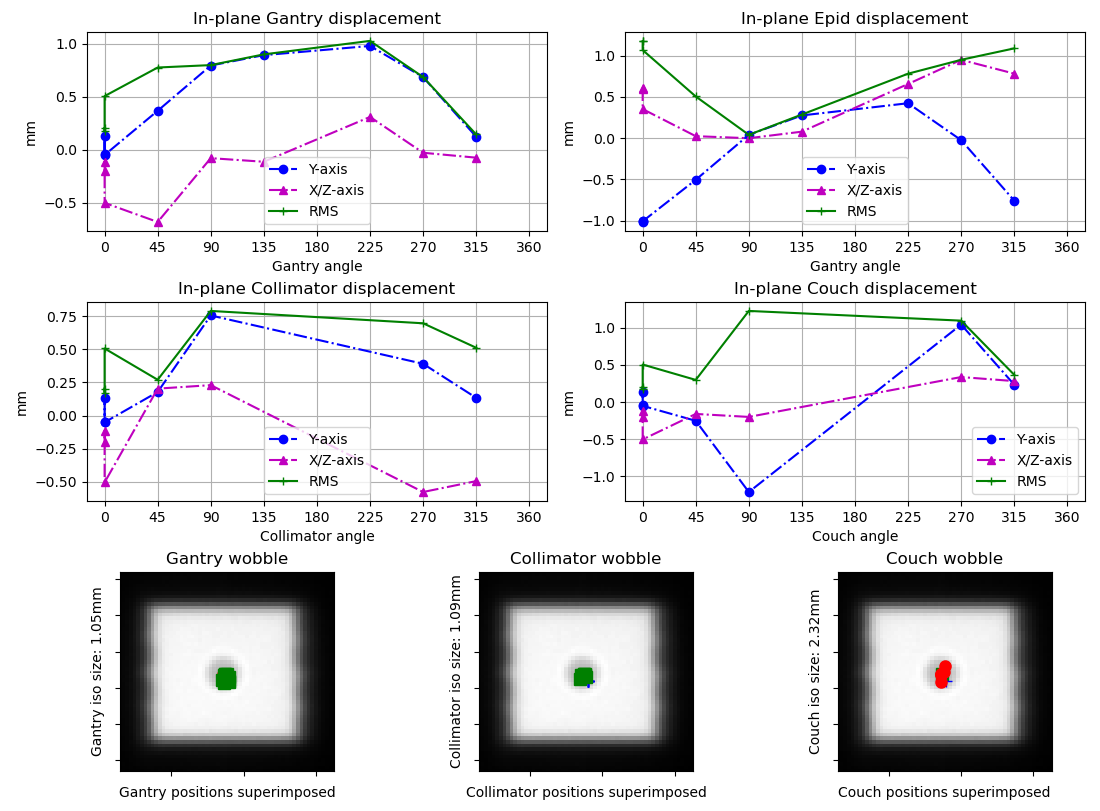 In-plane Gantry displacement
mm
1.0
0.5
0.0
−0.5
0 45 90 135 180 225 270 315 360
Gantry angle
Y-axis
X/Z-axis
RMS
In-plane Epid displacement
mm
1.0
0.5
0.0
−0.5
−1.0
0 45 90 135 180 225 270 315 360
Gantry angle
Y-axis
X/Z-axis
RMS
In-plane Collimator displacement
mm
0.75
0.50
0.25
0.00
−0.25
−0.50
0 45 90 135 180 225 270 315 360
Collimator angle
Y-axis
X/Z-axis
RMS
In-plane Couch displacement
mm
1.0
0.5
0.0
−0.5
−1.0
0 45 90 135 180 225 270 315 360
Couch angle
Y-axis
X/Z-axis
RMS
Gantry wobble
Gantry iso size: 1.05mm
Gantry positions superimposed
Collimator wobble
Collimator iso size: 1.09mm
Collimator positions superimposed
Couch wobble
Couch iso size: 2.32mm
Couch positions superimposed